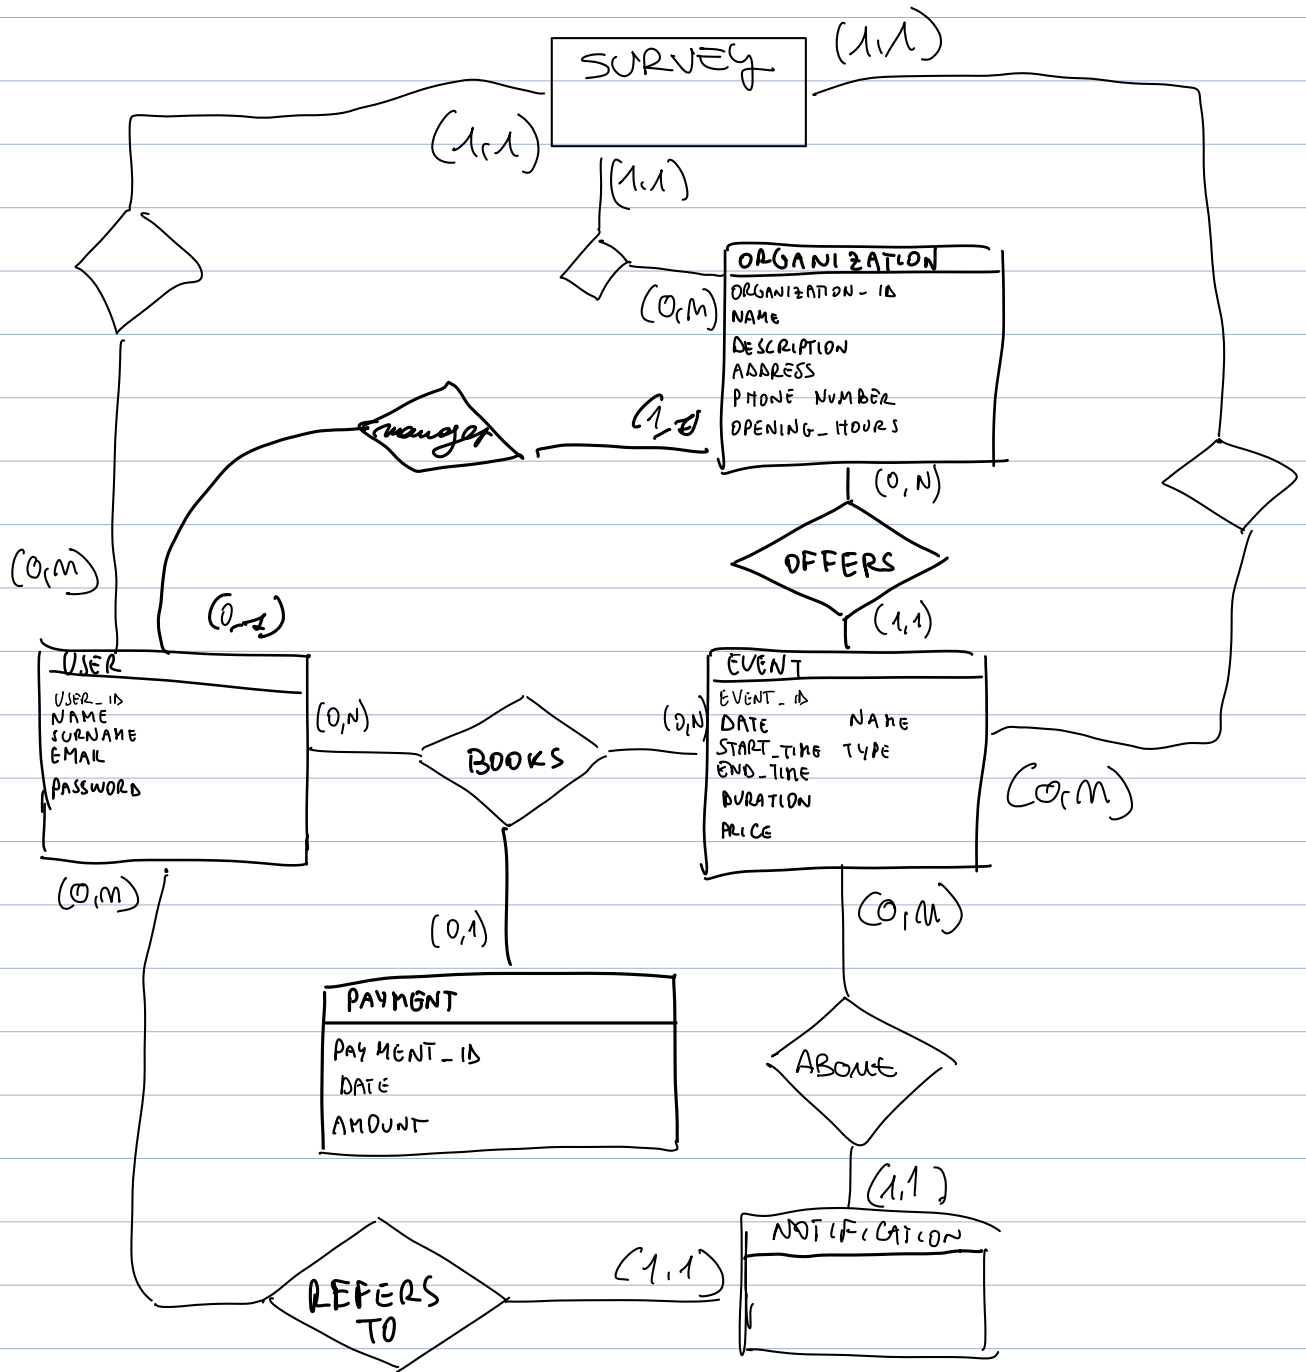 SURVEY
(1,1)
(1,1)
(1,1)
ORGANIZATION
ORGANIZATION_ID
NAME
DESCRIPTION
ADDRESS
PHONE NUMBER
OPENING_HOURS
(0,N)
manager
(0,N)
OFFERS
(1,1)
(0,N)
(0,1)
USER
USER_ID
NAME
SURNAME
EMAIL
PASSWORD
(0,N)
BOOKS
(0,N)
EVENT
EVENT_ID
DATE NAME
START_TIME TYPE
END_TIME
DURATION
PRICE
(0,N)
(0,N)
(0,N)
(0,1)
PAYMENT
PAYMENT_ID
DATE
AMOUNT
(1,1)
NOTIFICATION
(1,1)
REFERS
TO